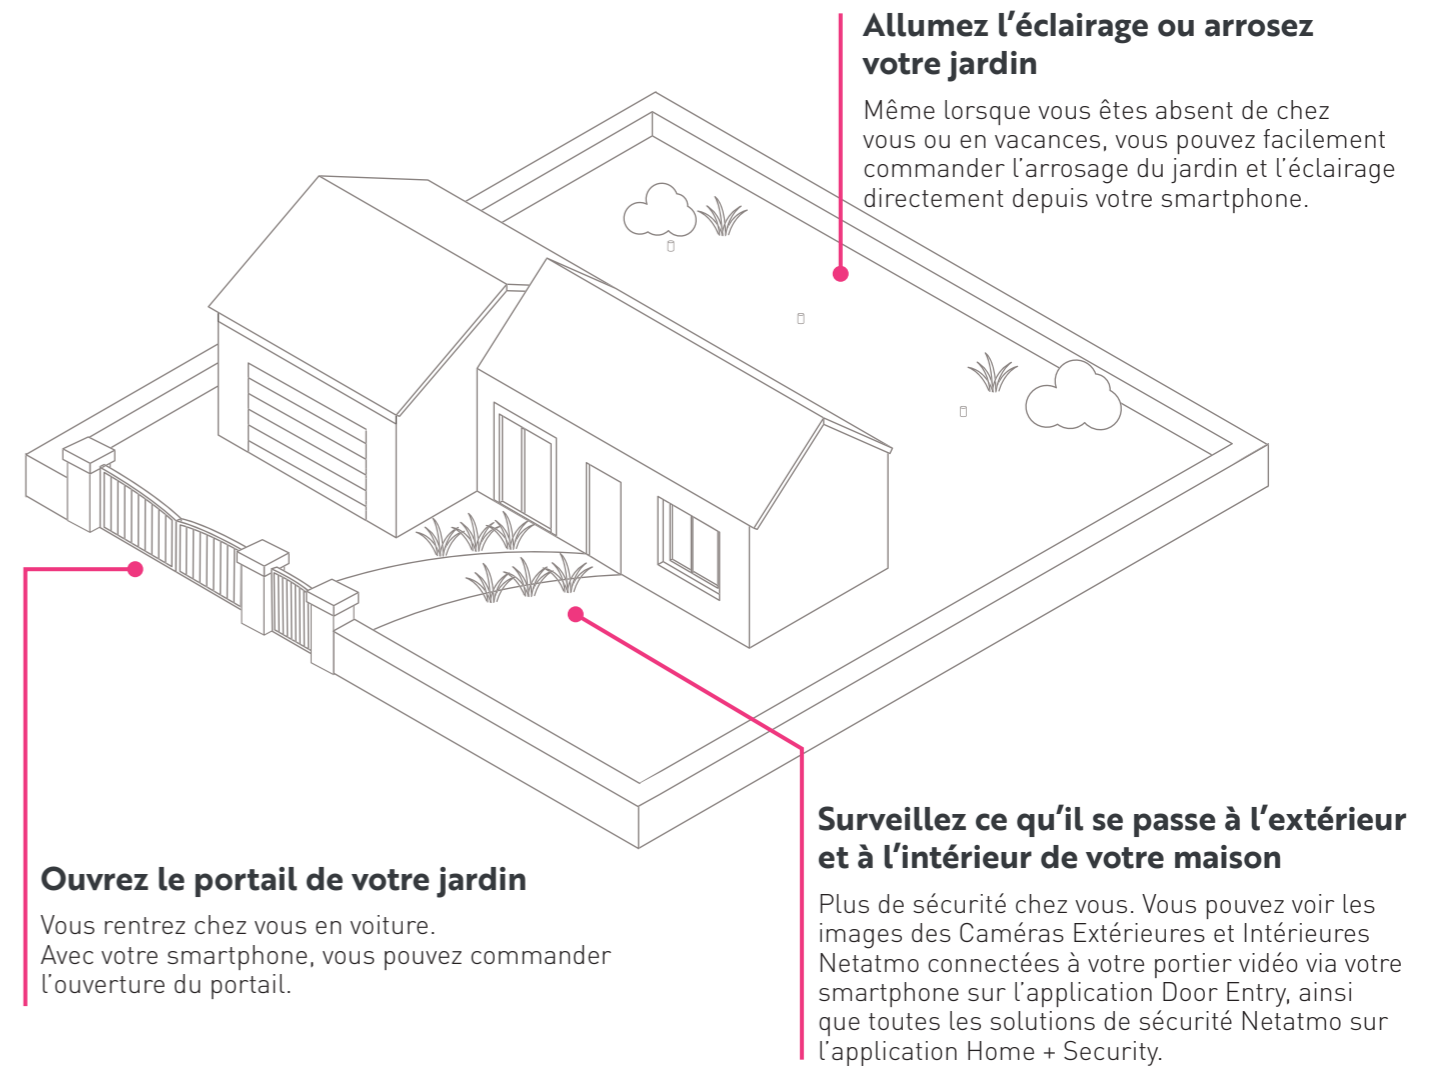 Allumez l’éclairage ou arrosez
votre jardin
Même lorsque vous êtes absent de chez
vous ou en vacances, vous pouvez facilement
commander l’arrosage du jardin et l’éclairage
directement depuis votre smartphone.
Ouvrez le portail de votre jardin
Vous rentrez chez vous en voiture.
Avec votre smartphone, vous pouvez commander
l’ouverture du portail.
Surveillez ce qu’il se passe à l’extérieur
et à l’intérieur de votre maison
Plus de sécurité chez vous. Vous pouvez voir les
images des Caméras Extérieures et Intérieures
Netatmo connectées à votre portier vidéo via votre
smartphone sur l’application Door Entry, ainsi
que toutes les solutions de sécurité Netatmo sur
l’application Home + Security.